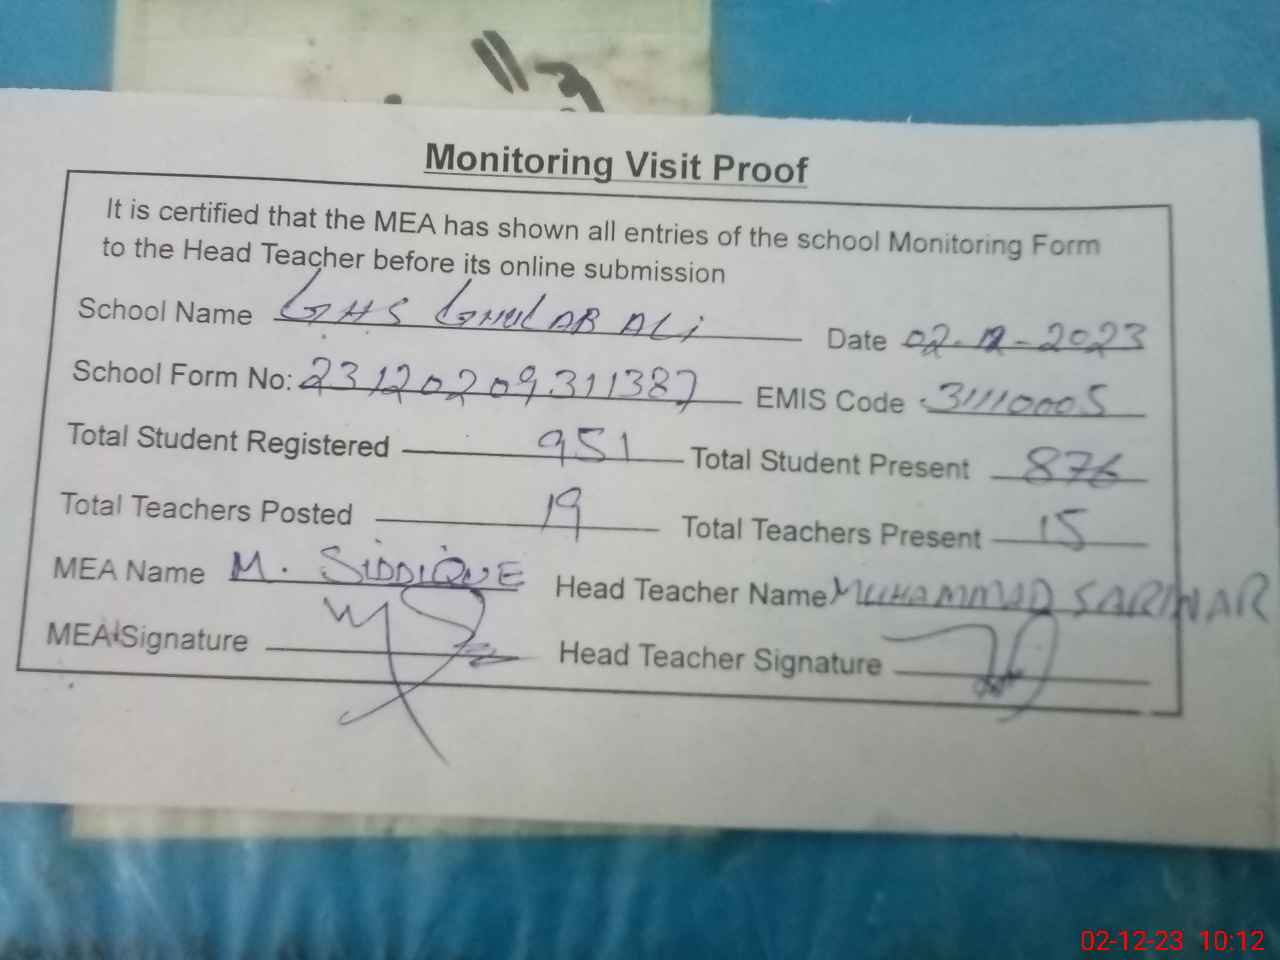 Monitoring Visit Proof
It is certified that the MEA has shown all entries of the school Monitoring Form
to the Head Teacher before its online submission
School Name GHS GHULAB ALi Date 02-12-2023
School Form No: 23120209311387 EMIS Code 31110005
Total Student Registered 951 Total Student Present 876
Total Teachers Posted 19 Total Teachers Present 15
MEA Name M. SIDDIQUE Head Teacher Name MUHAMMAD SARWAR
MEA Signature Head Teacher Signature
02-12-23 10:12